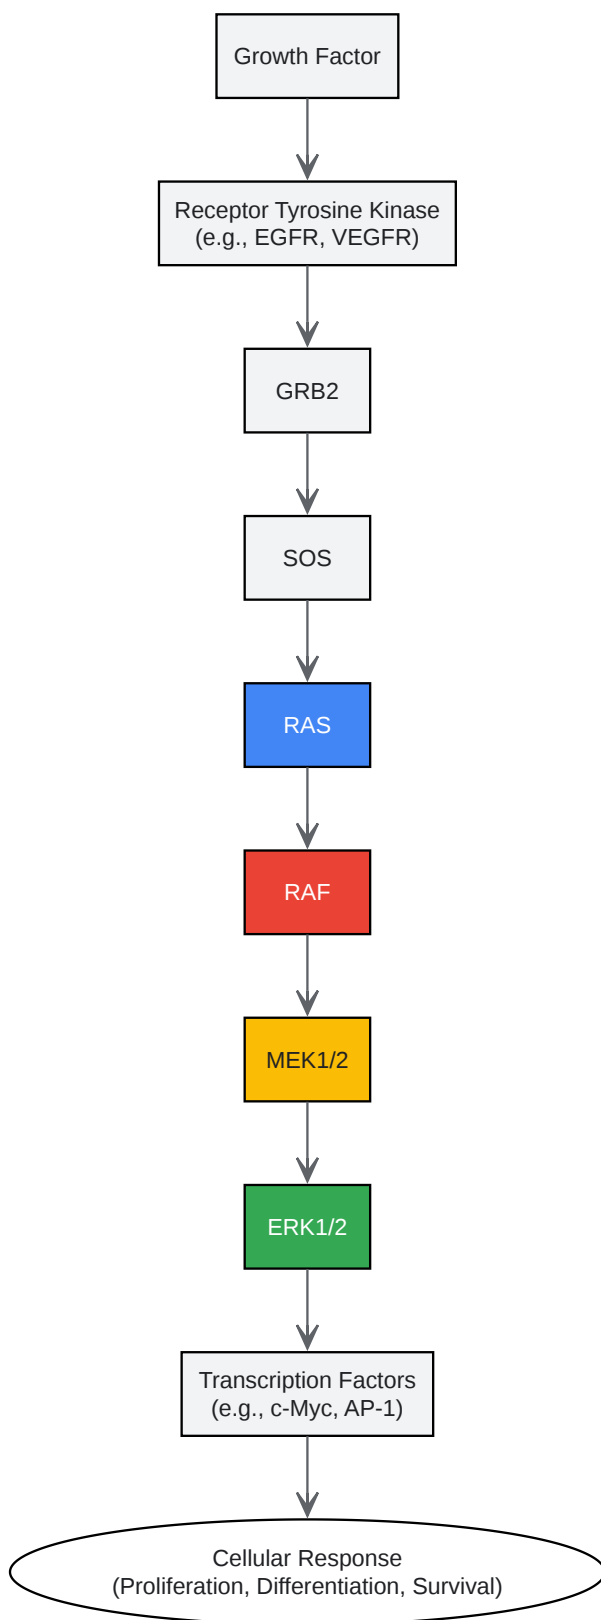 Growth Factor
Receptor Tyrosine Kinase
(e.g., EGFR, VEGFR)
GRB2
SOS
RAS
RAF
MEK1/2
ERK1/2
Transcription Factors
(e.g., c-Myc, AP-1)
Cellular Response
(Proliferation, Differentiation, Survival)